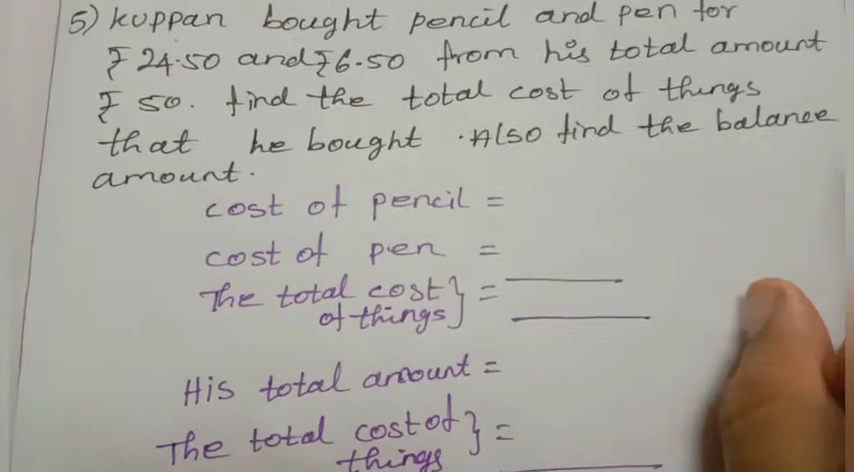 5) Kuppan bought pencil and pen for
₹ 24.50 and ₹6.50 from his total amount
₹ 50. find the total cost of things
that he bought. Also find the balance
amount.
cost of pencil =
cost of pen =
The total cost } =
of things
His total amount =
The total cost of } =
things